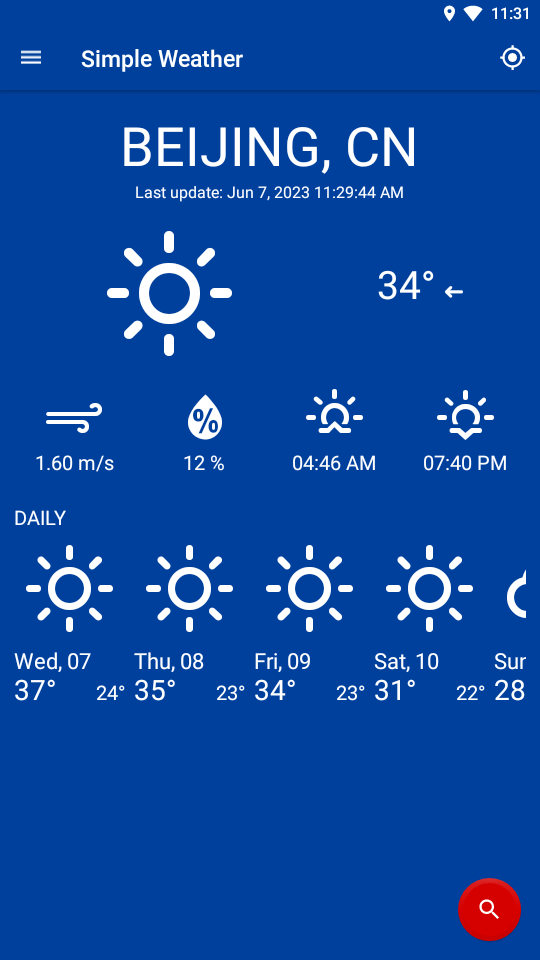 11:31
Simple Weather
BEIJING, CN
Last update: Jun 7, 2023 11:29:44 AM
34°
%
1.60 m/s 12 % 04:46 AM 07:40 PM
DAILY
Wed, 07 Thu, 08 Fri, 09 Sat, 10 Sun
37° 24° 35° 23° 34° 23° 31° 22° 28